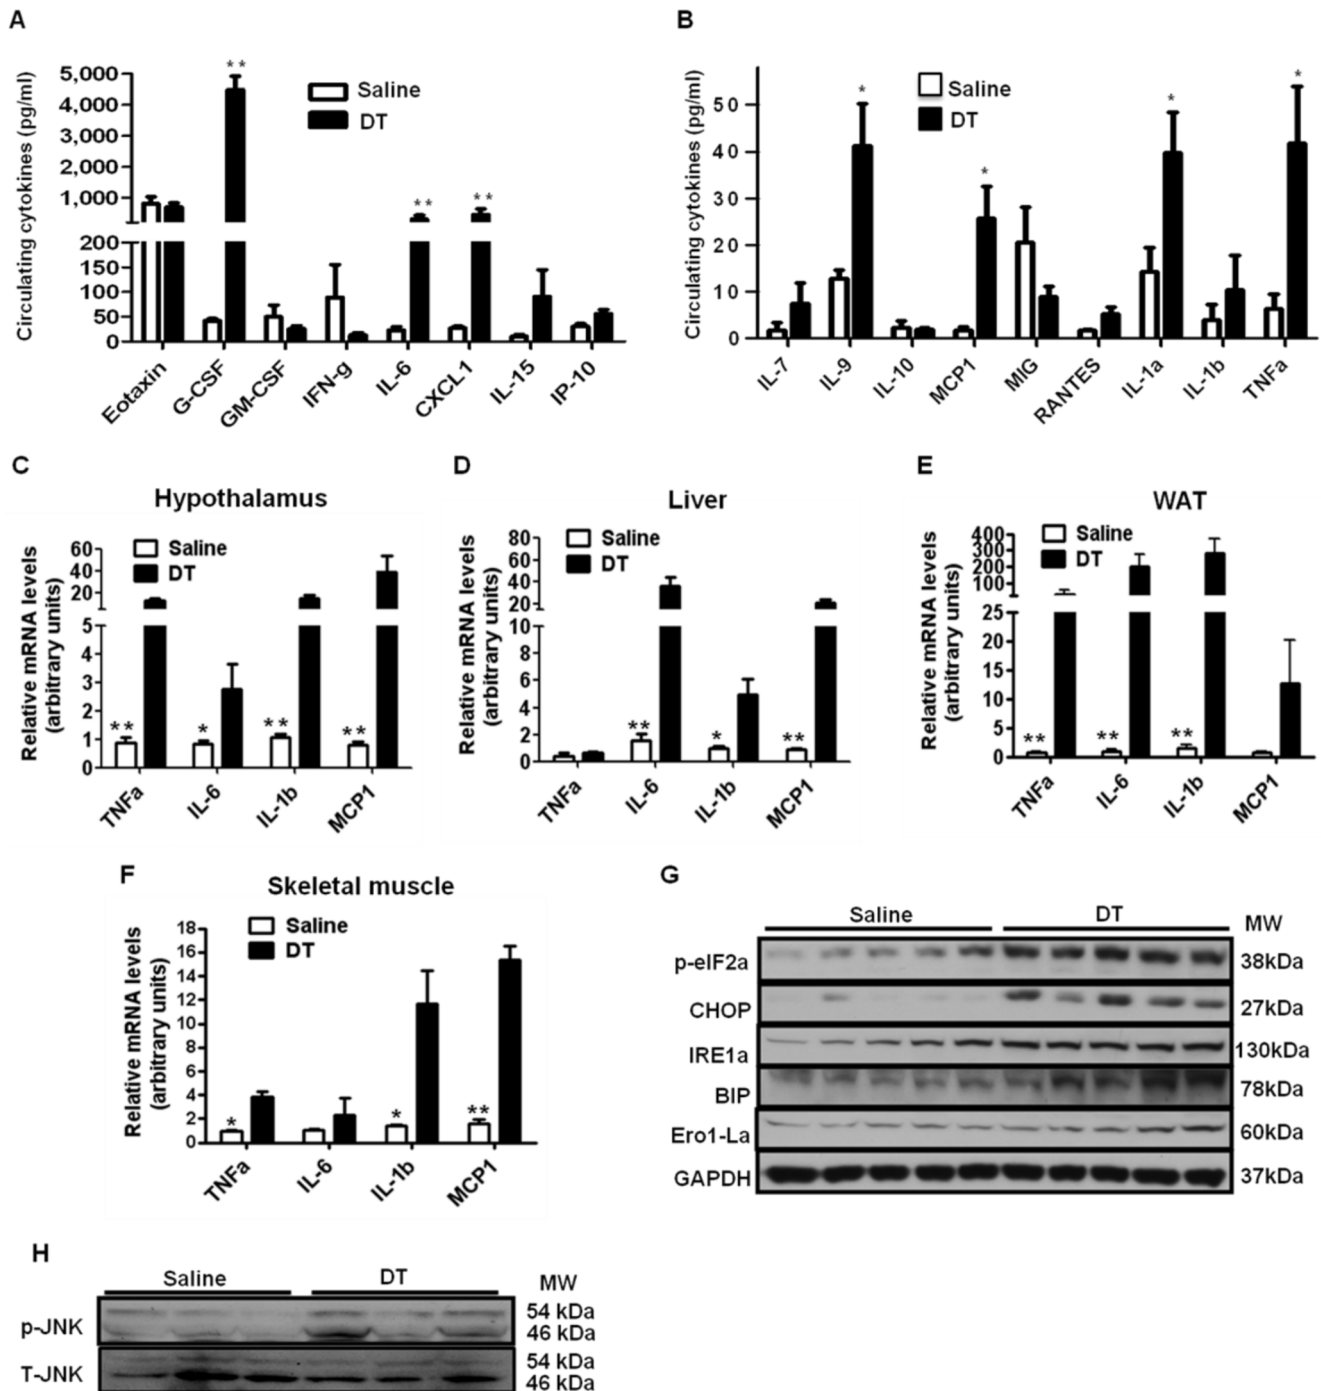 A
Circulating cytokines (pg/ml)
5,000
4,000
3,000
2,000
1,000
200
150
100
50
0
**
**
**
Saline
DT
Eotaxin
G-CSF
GM-CSF
IFN-g
IL-6
CXCL1
IL-15
IP-10
B
Circulating cytokines (pg/ml)
50
40
30
20
10
0
*
*
*
*
Saline
DT
IL-7
IL-9
IL-10
MCP1
MIG
RANTES
IL-1a
IL-1b
TNFa
C
Hypothalamus
Relative mRNA levels
(arbitrary units)
60
40
20
5
4
3
2
1
0
Saline
DT
**
*
**
**
TNFa
IL-6
IL-1b
MCP1
D
Liver
Relative mRNA levels
(arbitrary units)
80
60
40
20
10
8
6
4
2
0
Saline
DT
**
*
**
TNFa
IL-6
IL-1b
MCP1
E
WAT
Relative mRNA levels
(arbitrary units)
400
300
200
100
25
20
15
10
5
0
Saline
DT
**
**
**
TNFa
IL-6
IL-1b
MCP1
F
Skeletal muscle
Relative mRNA levels
(arbitrary units)
18
16
14
12
10
8
6
4
2
0
Saline
DT
*
*
**
TNFa
IL-6
IL-1b
MCP1
G
Saline DT MW
p-eIF2a 38kDa
CHOP 27kDa
IRE1a 130kDa
BIP 78kDa
Ero1-La 60kDa
GAPDH 37kDa
H
Saline DT MW
p-JNK
54 kDa
46 kDa
T-JNK
54 kDa
46 kDa